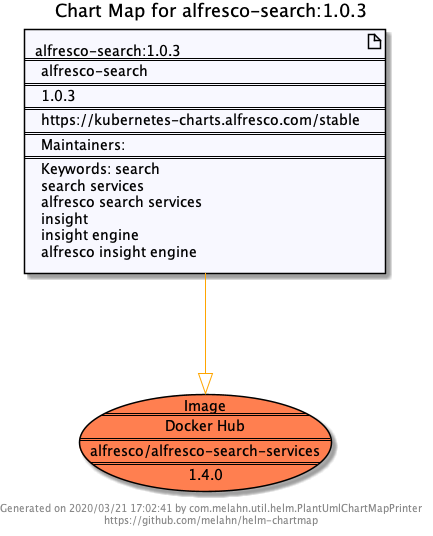 Chart Map for alfresco-search:1.0.3
alfresco-search:1.0.3
alfresco-search
1.0.3
https://kubernetes-charts.alfresco.com/stable
Maintainers:
Keywords: search
search services
alfresco search services
insight
insight engine
alfresco insight engine
Image
Docker Hub
alfresco/alfresco-search-services
1.4.0
Generated on 2020/03/21 17:02:41 by com.melahn.util.helm.PlantUmlChartMapPrinter
https://github.com/melahn/helm-chartmap